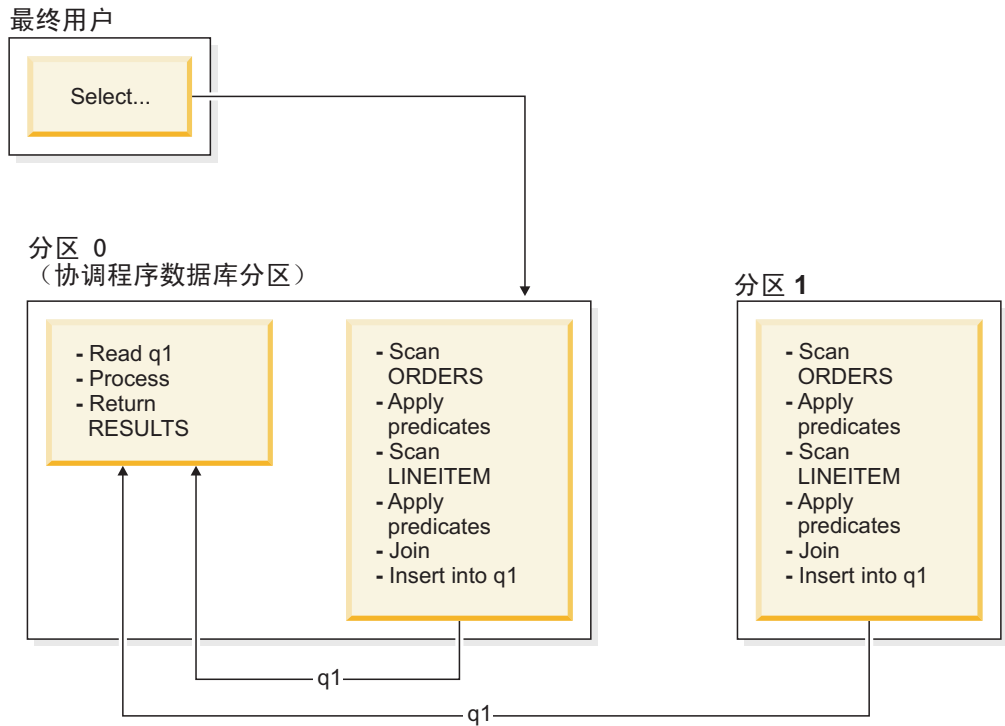 最终用户
Select...
分区 0
（协调程序数据库分区）
- Read q1
- Process
- Return
RESULTS
- Scan
ORDERS
- Apply
predicates
- Scan
LINEITEM
- Apply
predicates
- Join
- Insert into q1
分区 1
- Scan
ORDERS
- Apply
predicates
- Scan
LINEITEM
- Apply
predicates
- Join
- Insert into q1
q1
q1